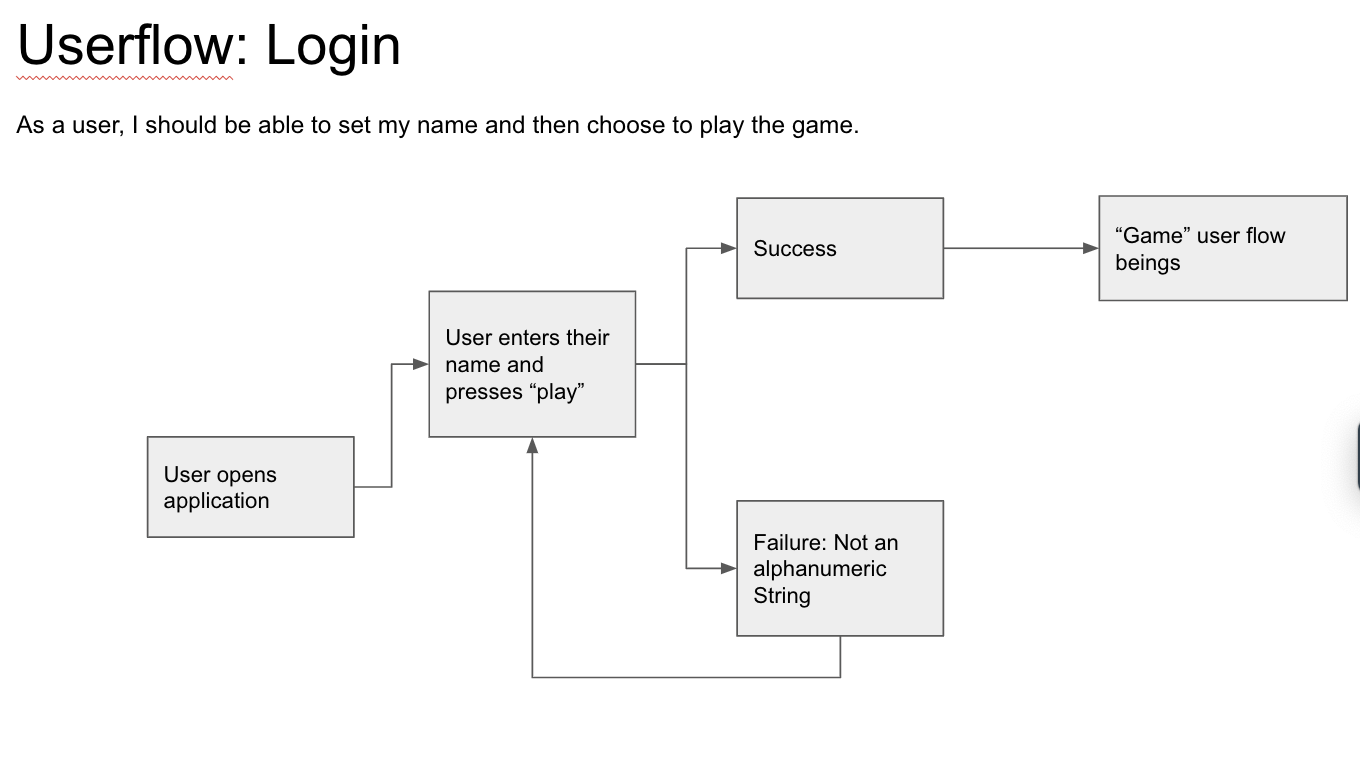 Userflow: Login
As a user, I should be able to set my name and then choose to play the game.
User opens
application
User enters their
name and
presses “play”
Success
“Game” user flow
beings
Failure: Not an
alphanumeric
String